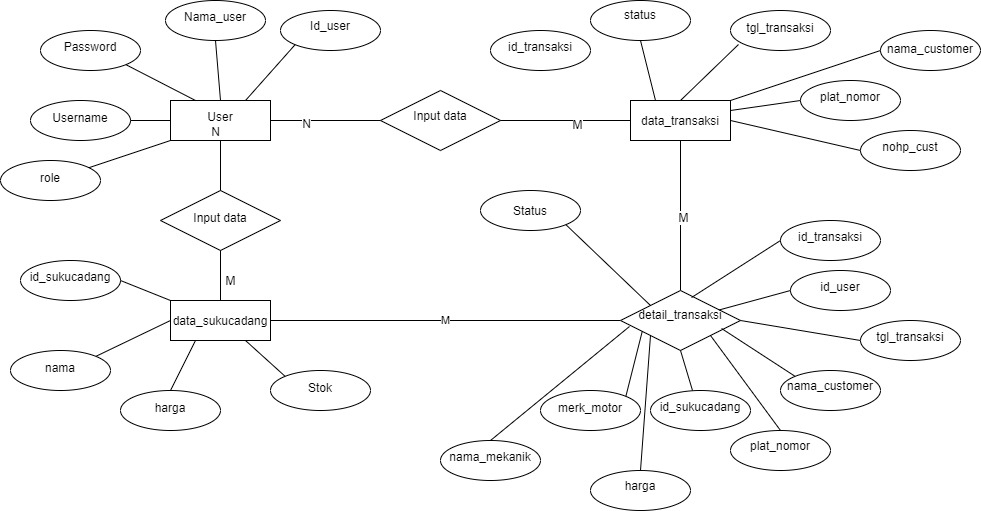 Nama_user
Id_user
status
tgl_transaksi
Password
id_transaksi
nama_customer
plat_nomor
Username
User
N
N
Input data
M
data_transaksi
nohp_cust
role
Input data
Status
M
id_transaksi
id_sukucadang
M
id_user
data_sukucadang
M
detail_transaksi
tgl_transaksi
nama
Stok
nama_customer
harga
merk_motor
id_sukucadang
plat_nomor
nama_mekanik
harga